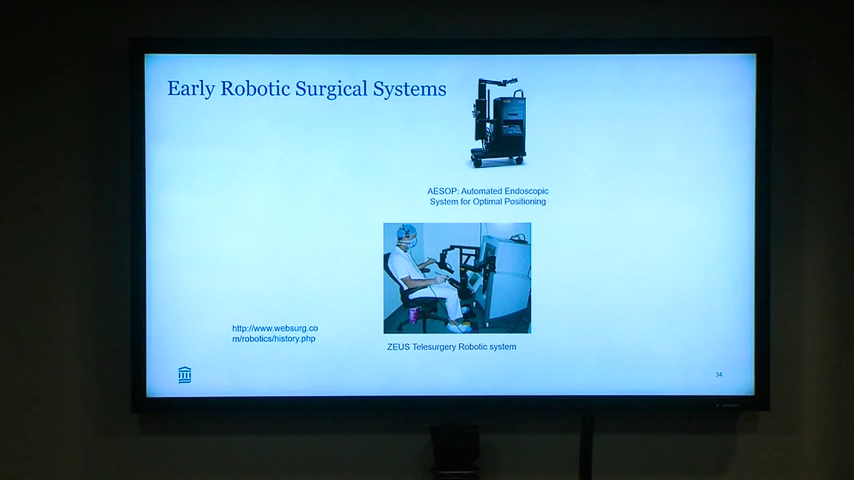 Early Robotic Surgical Systems
AESOP: Automated Endoscopic
System for Optimal Positioning
http://www.websurg.co
m/robotics/history.php
ZEUS Telesurgery Robotic system
34